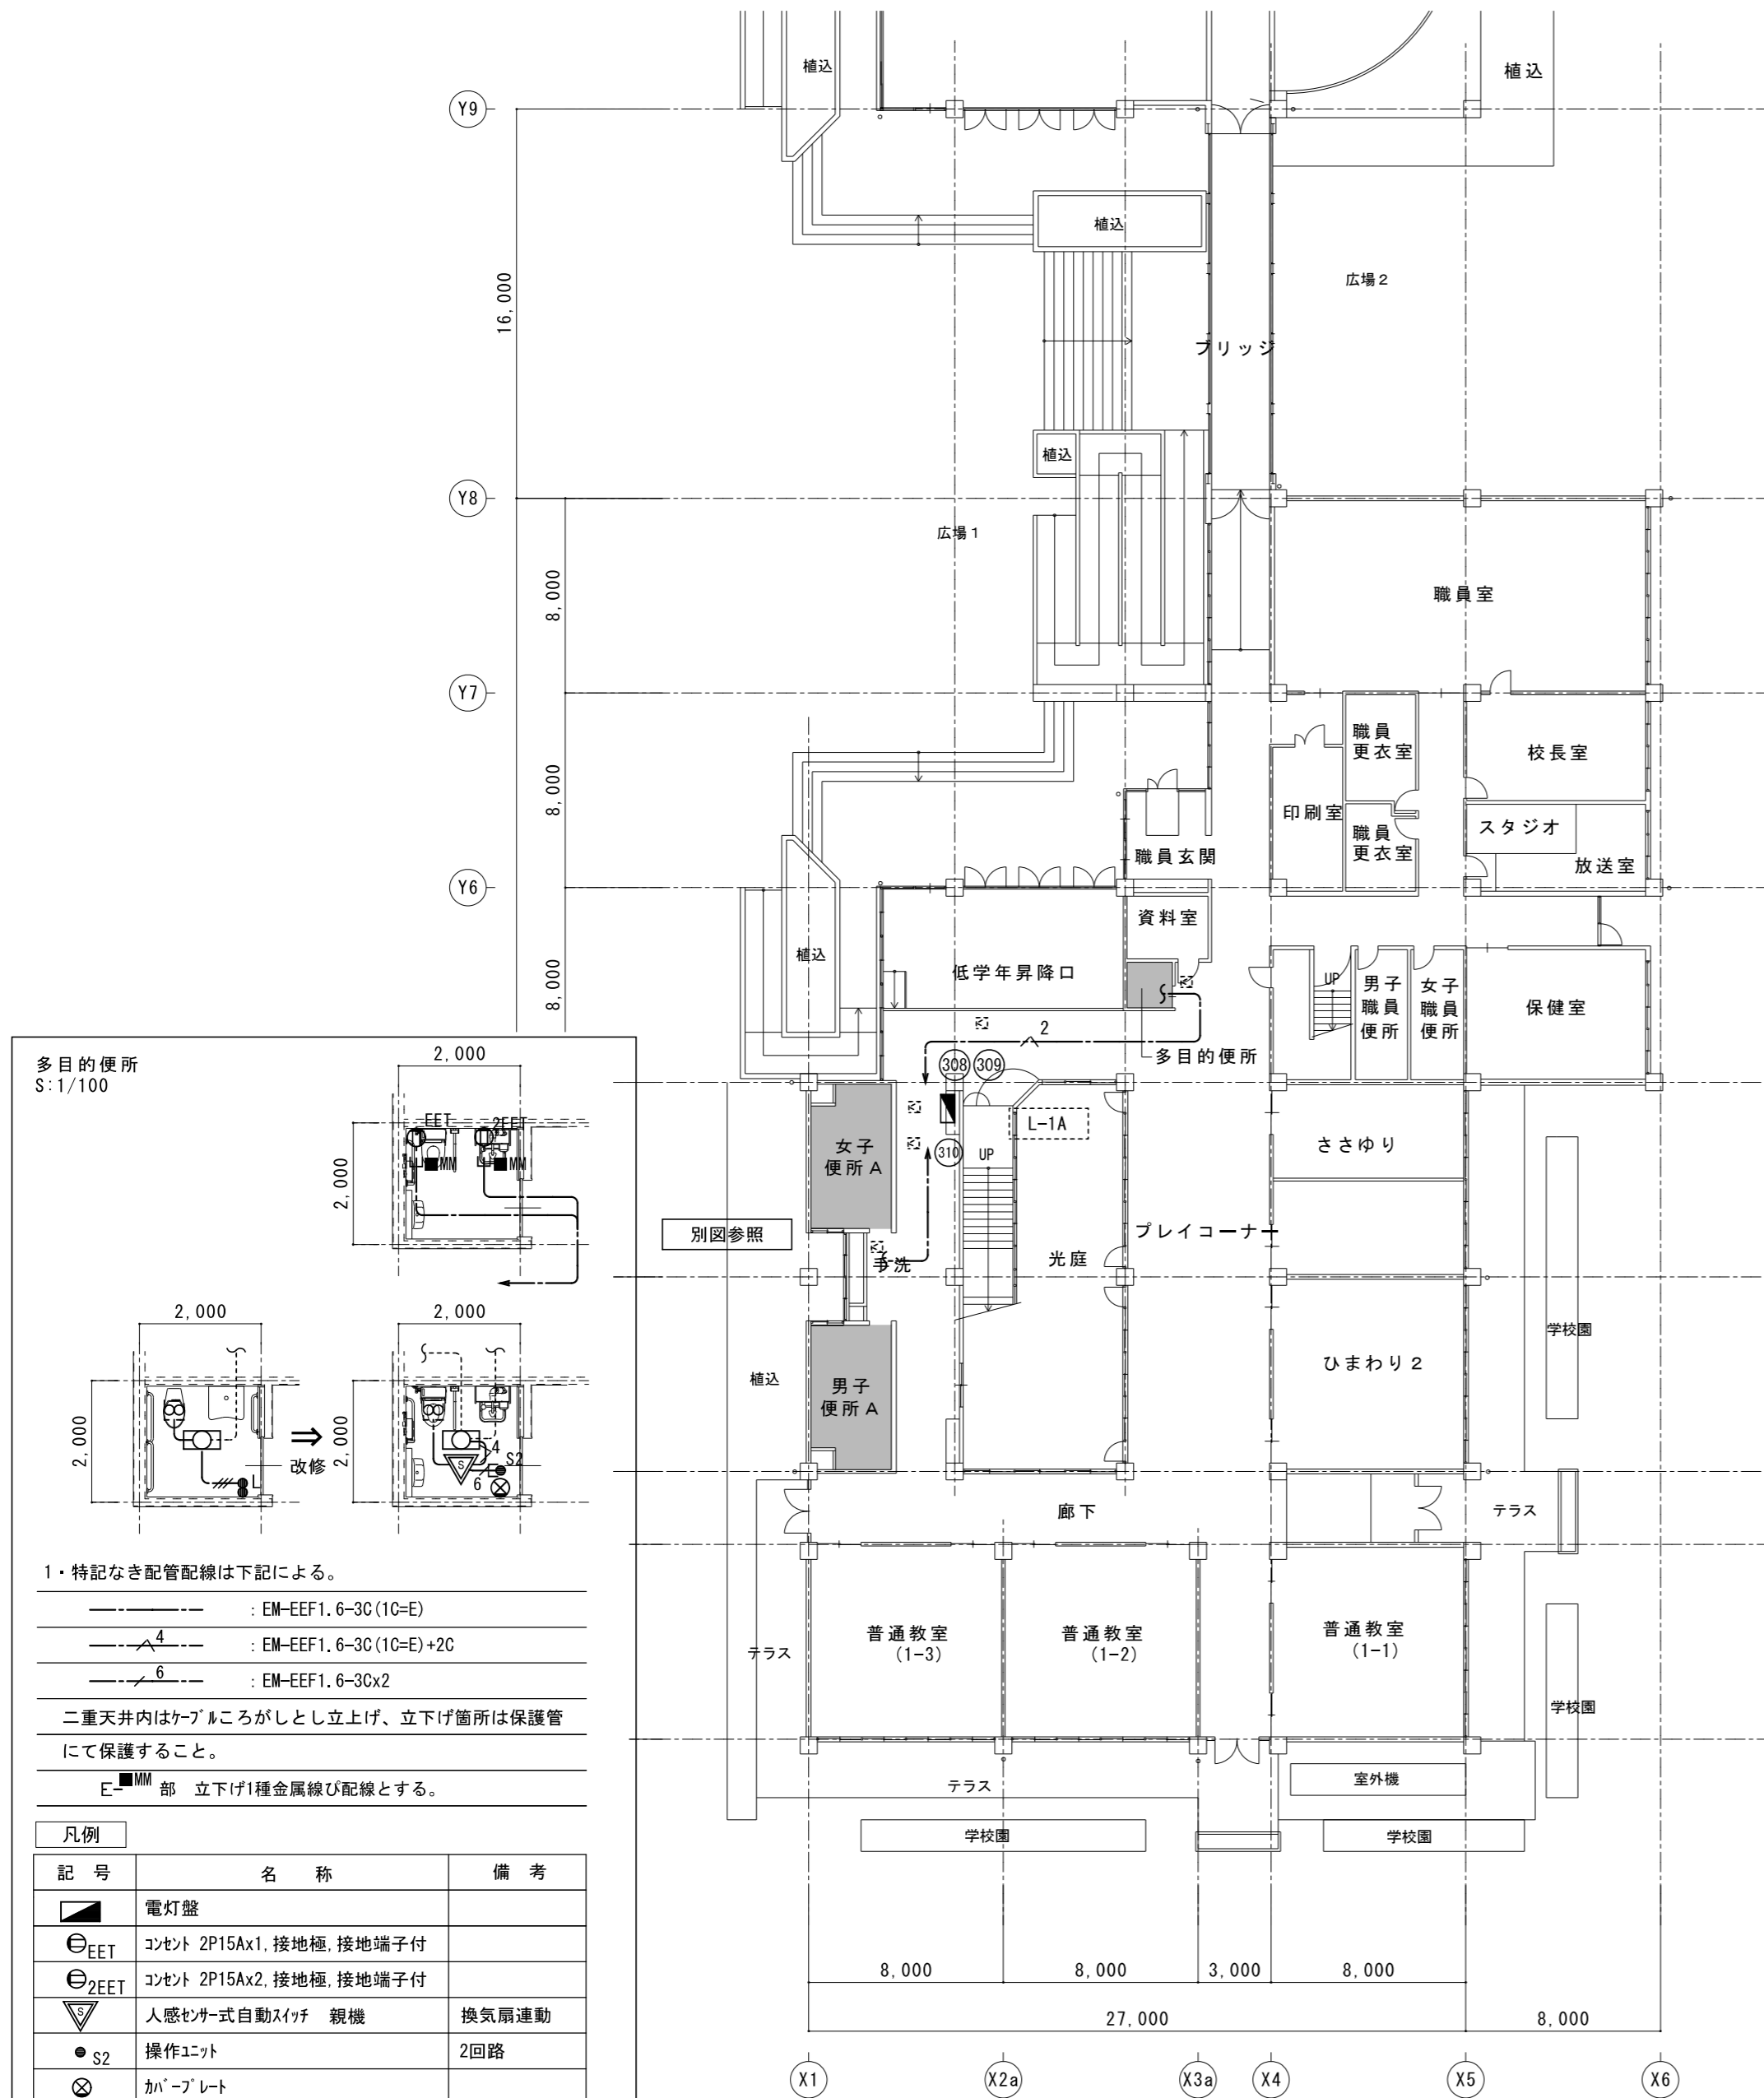 植込
植込
Y9
植込
16,000
広場2
ブリッジ
植込
Y8
広場1
8,000
職員室
Y7
職員
更衣室
校長室
8,000
印刷室
スタジオ
職員
更衣室
職員玄関
放送室
Y6
資料室
植込
低学年昇降口
UP
男子
職員
便所
女子
職員
便所
保健室
8,000
2
多目的便所
308
309
L-1A
女子
便所A
310
UP
ささゆり
別図参照
プレイコーナー
手洗
光庭
学校園
ひまわり2
植込
男子
便所A
廊下
テラス
普通教室
(1-3)
普通教室
(1-2)
普通教室
(1-1)
テラス
学校園
テラス
室外機
学校園
学校園
8,000
8,000
3,000
8,000
27,000
8,000
X1
X2a
X3a
X4
X5
X6
多目的便所
S:1/100
2,000
EET
2EET
MM
MM
2,000
2,000
2,000
2,000
2,000
改修
L
S
4
S2
6
1・特記なき配管配線は下記による。
: EM-EEF1.6-3C(1C=E)
4 : EM-EEF1.6-3C(1C=E)+2C
6 : EM-EEF1.6-3Cx2
二重天井内はケーブルころがしとし立上げ、立下げ箇所は保護管
にて保護すること。
E-■MM 部 立下げ1種金属線ぴ配線とする。
凡例
記号 名称 備考
電灯盤
EET コンセント 2P15Ax1,接地極,接地端子付
2EET コンセント 2P15Ax2,接地極,接地端子付
S 人感センサー式自動スイッチ 親機 換気扇連動
S2 操作ユニット 2回路
カバープレート